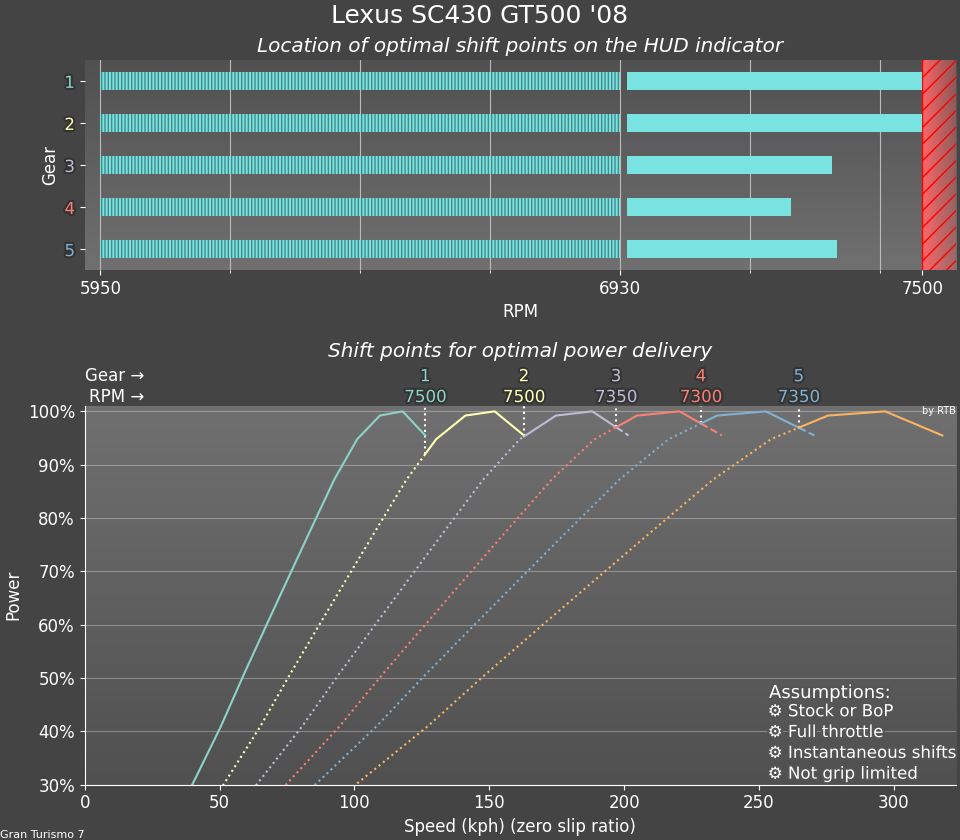 Lexus SC430 GT500 '08
Location of optimal shift points on the HUD indicator
Gear
1
2
3
4
5
5950 6930 7500
RPM
Shift points for optimal power delivery
Gear → 1 2 3 4 5
RPM → 7500 7500 7350 7300 7350
by RTB
Power
100%
90%
80%
70%
60%
50%
40%
30%
Assumptions:
⚙ Stock or BoP
⚙ Full throttle
⚙ Instantaneous shifts
⚙ Not grip limited
0 50 100 150 200 250 300
Speed (kph) (zero slip ratio)
Gran Turismo 7